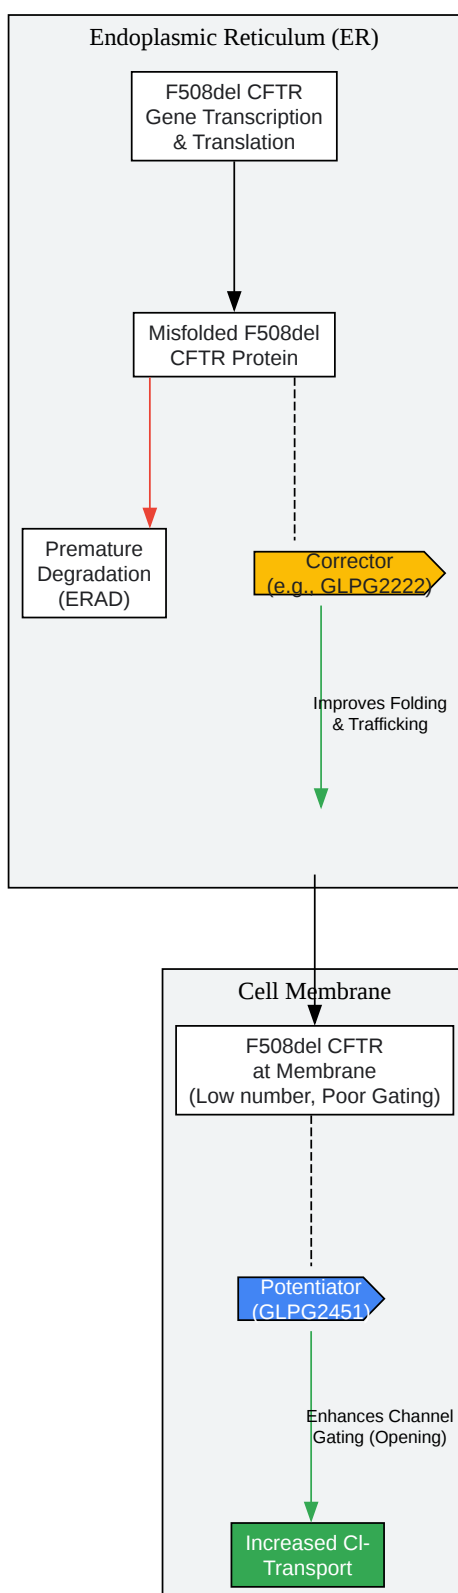 Endoplasmic Reticulum (ER)
F508del CFTR
Gene Transcription
& Translation
Misfolded F508del
CFTR Protein
Premature
Degradation
(ERAD)
Corrector
(e.g., GLPG2222)
Improves Folding
& Trafficking
Cell Membrane
F508del CFTR
at Membrane
(Low number, Poor Gating)
Potentiator
(GLPG2451)
Enhances Channel
Gating (Opening)
Increased Cl-
Transport